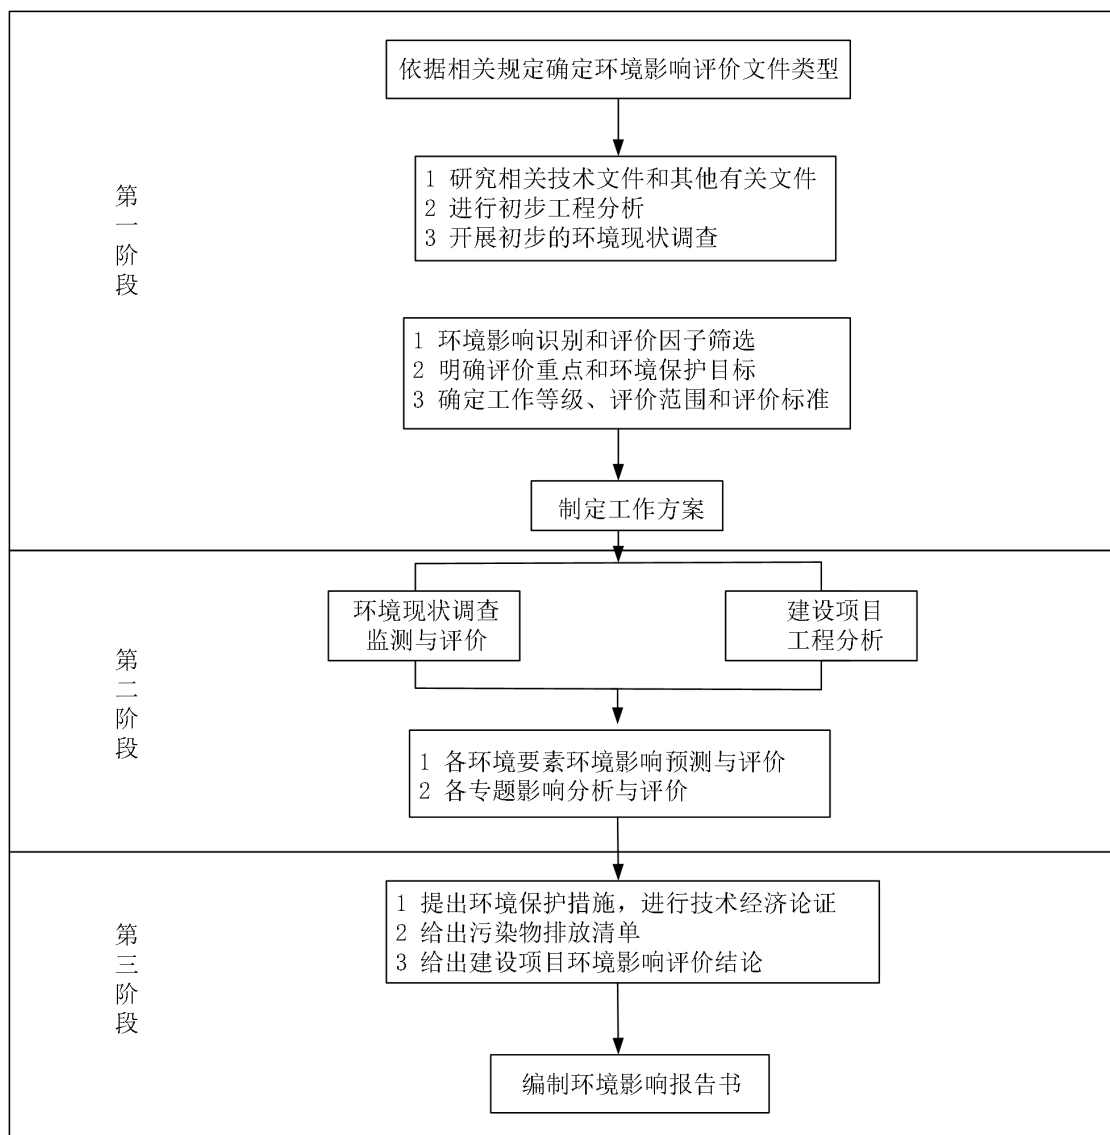 依据相关规定确定环境影响评价文件类型
1 研究相关技术文件和其他有关文件
2 进行初步工程分析
3 开展初步的环境现状调查
第一阶段
1 环境影响识别和评价因子筛选
2 明确评价重点和环境保护目标
3 确定工作等级、评价范围和评价标准
制定工作方案
环境现状调查
监测与评价
建设项目
工程分析
第二阶段
1 各环境要素环境影响预测与评价
2 各专题影响分析与评价
1 提出环境保护措施，进行技术经济论证
2 给出污染物排放清单
3 给出建设项目环境影响评价结论
第三阶段
编制环境影响报告书